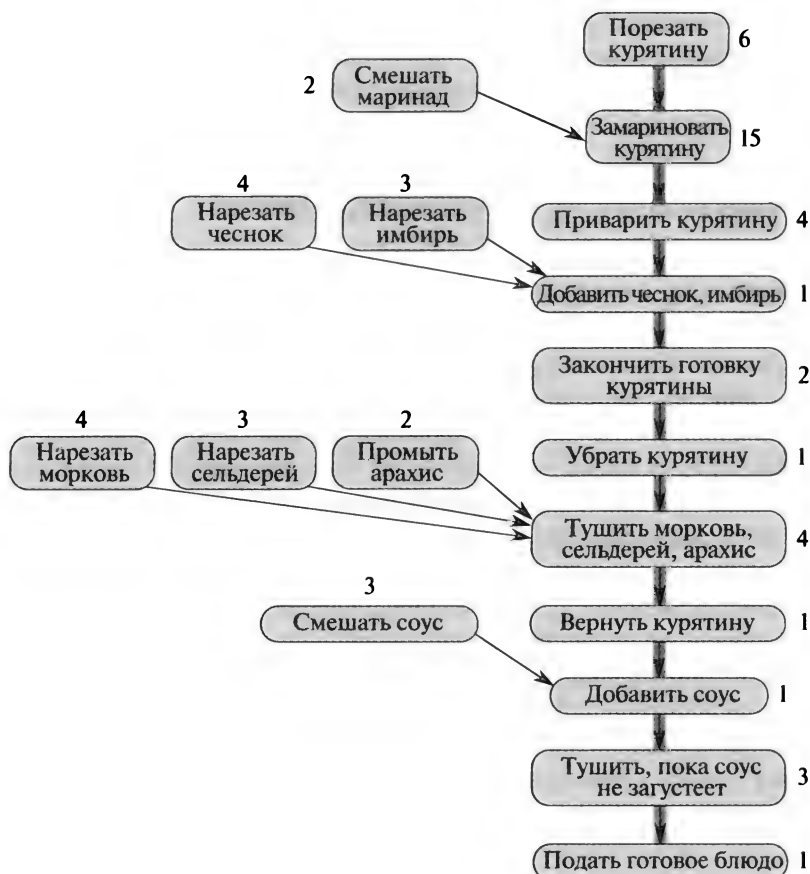 Порезать
курятину
6
2
Смешать
маринад
Замариновать
курятину
15
4
3
Нарезать
чеснок
Нарезать
имбирь
Приварить курятину
4
Добавить чеснок, имбирь
1
Закончить готовку
курятины
2
4
3
2
Нарезать
морковь
Нарезать
сельдерей
Промыть
арахис
Убрать курятину
1
Тушить морковь,
сельдерей, арахис
4
3
Смешать соус
Вернуть курятину
1
Добавить соус
1
Тушить, пока соус
не загустеет
3
Подать готовое блюдо
1